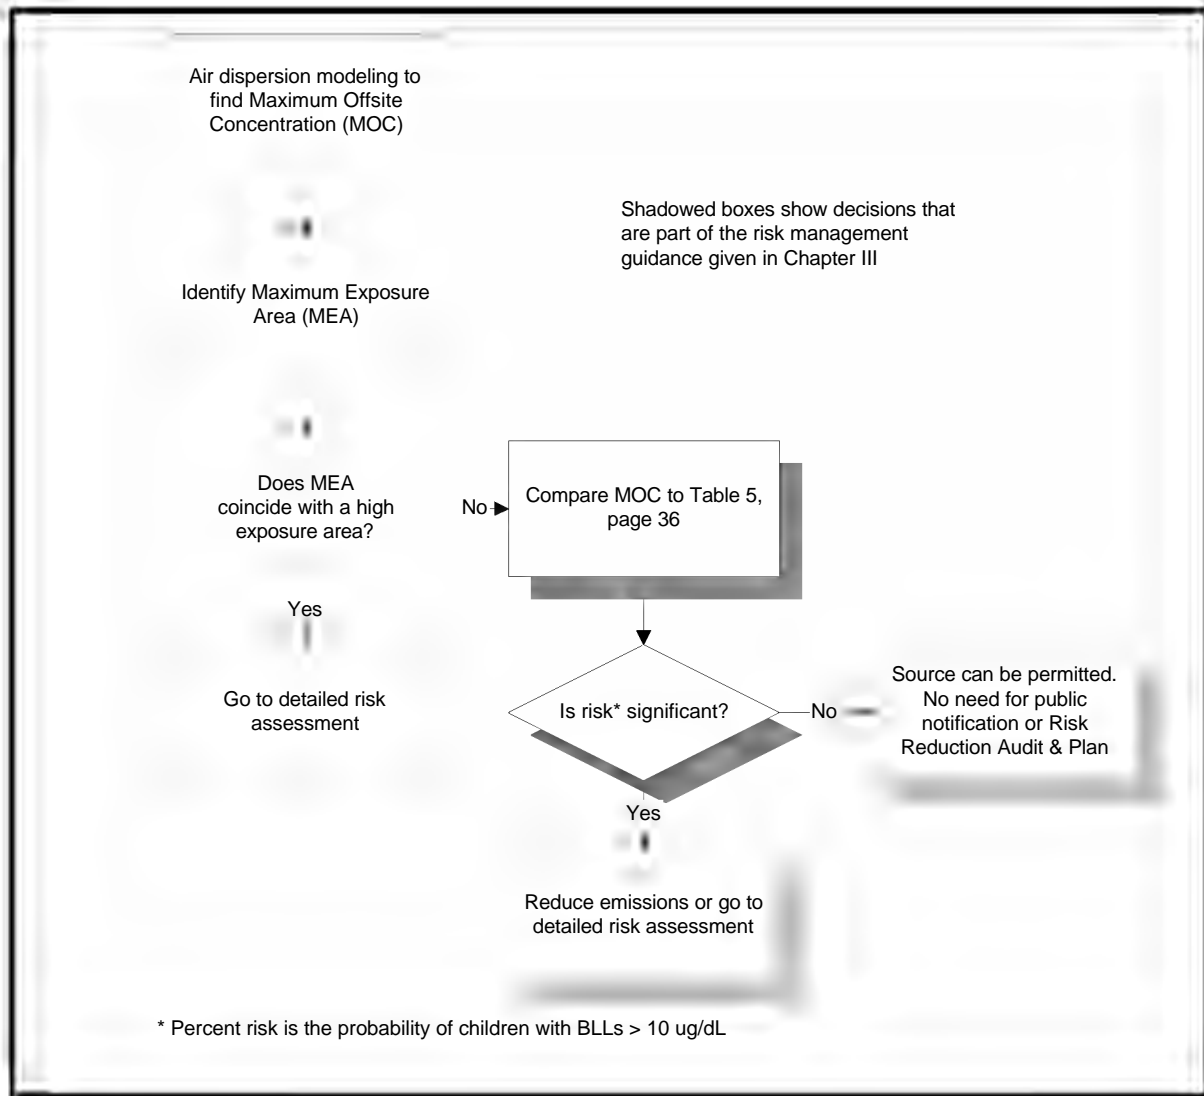 Air dispersion modeling to
find Maximum Offsite
Concentration (MOC)
Shadowed boxes show decisions that
are part of the risk management
guidance given in Chapter III
Identify Maximum Exposure
Area (MEA)
Does MEA
coincide with a high
exposure area?
No
Compare MOC to Table 5,
page 36
Yes
Go to detailed risk
assessment
Is risk* significant?
No
Source can be permitted.
No need for public
notification or Risk
Reduction Audit & Plan
Yes
Reduce emissions or go to
detailed risk assessment
* Percent risk is the probability of children with BLLs > 10 ug/dL